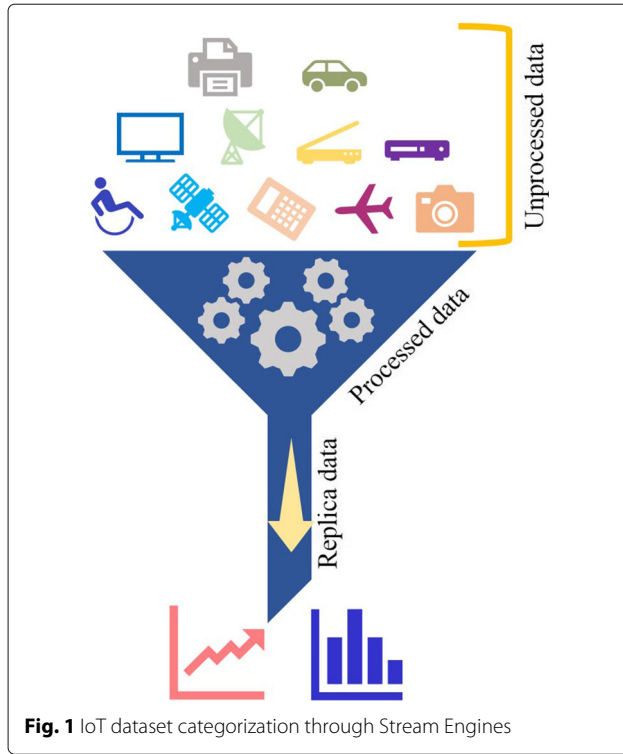 Unprocessed data
Processed data
Replica data
Fig. 1 IoT dataset categorization through Stream Engines